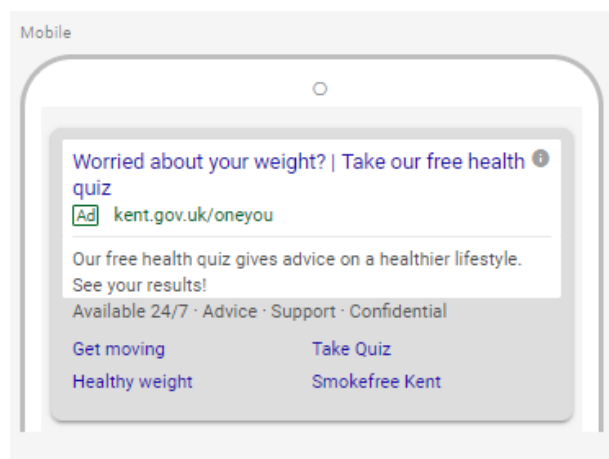 Mobile
Worried about your weight? | Take our free health
quiz
Ad kent.gov.uk/oneyou
Our free health quiz gives advice on a healthier lifestyle.
See your results!
Available 24/7 · Advice · Support · Confidential
Get moving Take Quiz
Healthy weight Smokefree Kent